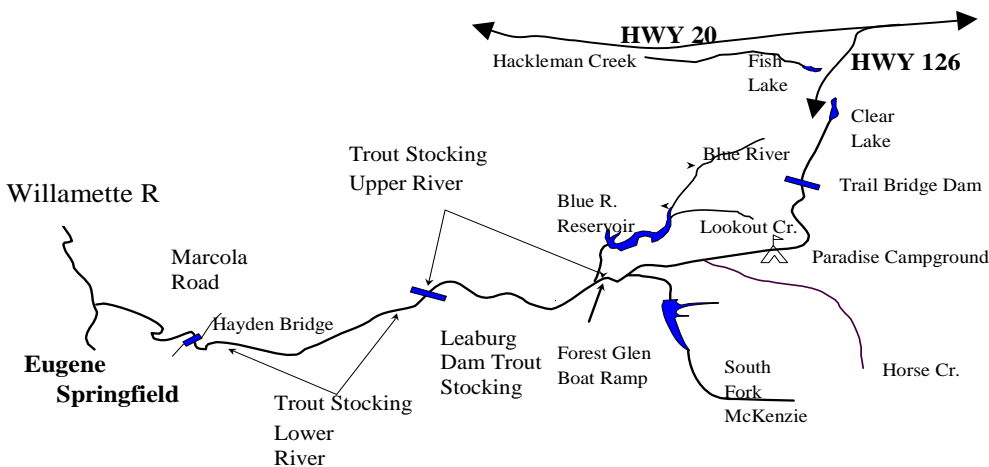 HWY 20
Hackleman Creek
Fish
Lake
HWY 126
Clear
Lake
Trout Stocking
Upper River
Blue River
Willamette R
Trail Bridge Dam
Blue R.
Reservoir
Lookout Cr.
Marcola
Road
Paradise Campground
Hayden Bridge
Leaburg
Dam Trout
Stocking
Forest Glen
Boat Ramp
Eugene
Springfield
South
Fork
McKenzie
Horse Cr.
Trout Stocking
Lower
River